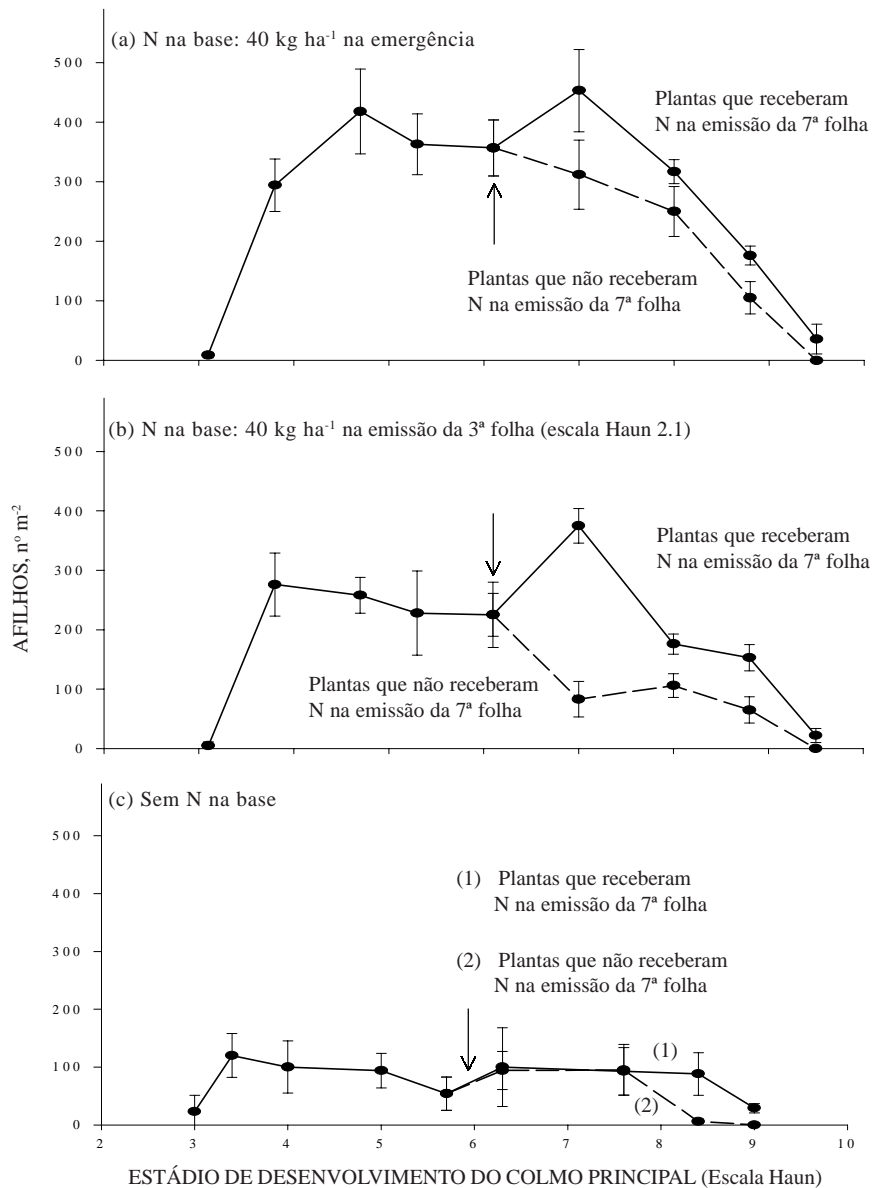 (a) N na base: 40 kg ha⁻¹ na emergência
500
400
300
200
100
0
Plantas que receberam
N na emissão da 7ª folha
Plantas que não receberam
N na emissão da 7ª folha
(b) N na base: 40 kg ha⁻¹ na emissão da 3ª folha (escala Haun 2.1)
500
400
300
200
100
0
Plantas que receberam
N na emissão da 7ª folha
Plantas que não receberam
N na emissão da 7ª folha
AFILHOS, nº m⁻²
(c) Sem N na base
500
400
300
200
100
0
(1) Plantas que receberam
N na emissão da 7ª folha
(2) Plantas que não receberam
N na emissão da 7ª folha
(1)
(2)
2 3 4 5 6 7 8 9 10
ESTÁDIO DE DESENVOLVIMENTO DO COLMO PRINCIPAL (Escala Haun)